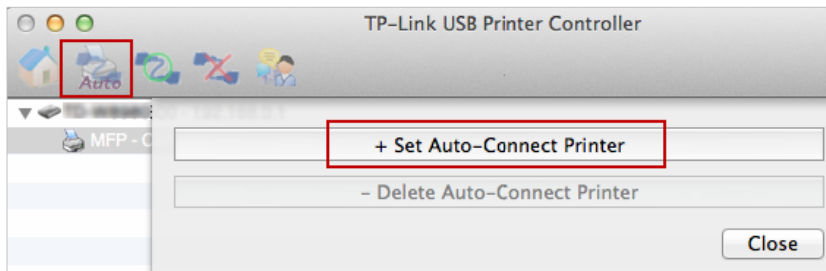 TP-Link USB Printer Controller
Auto
MFP - C
+ Set Auto-Connect Printer
- Delete Auto-Connect Printer
Close